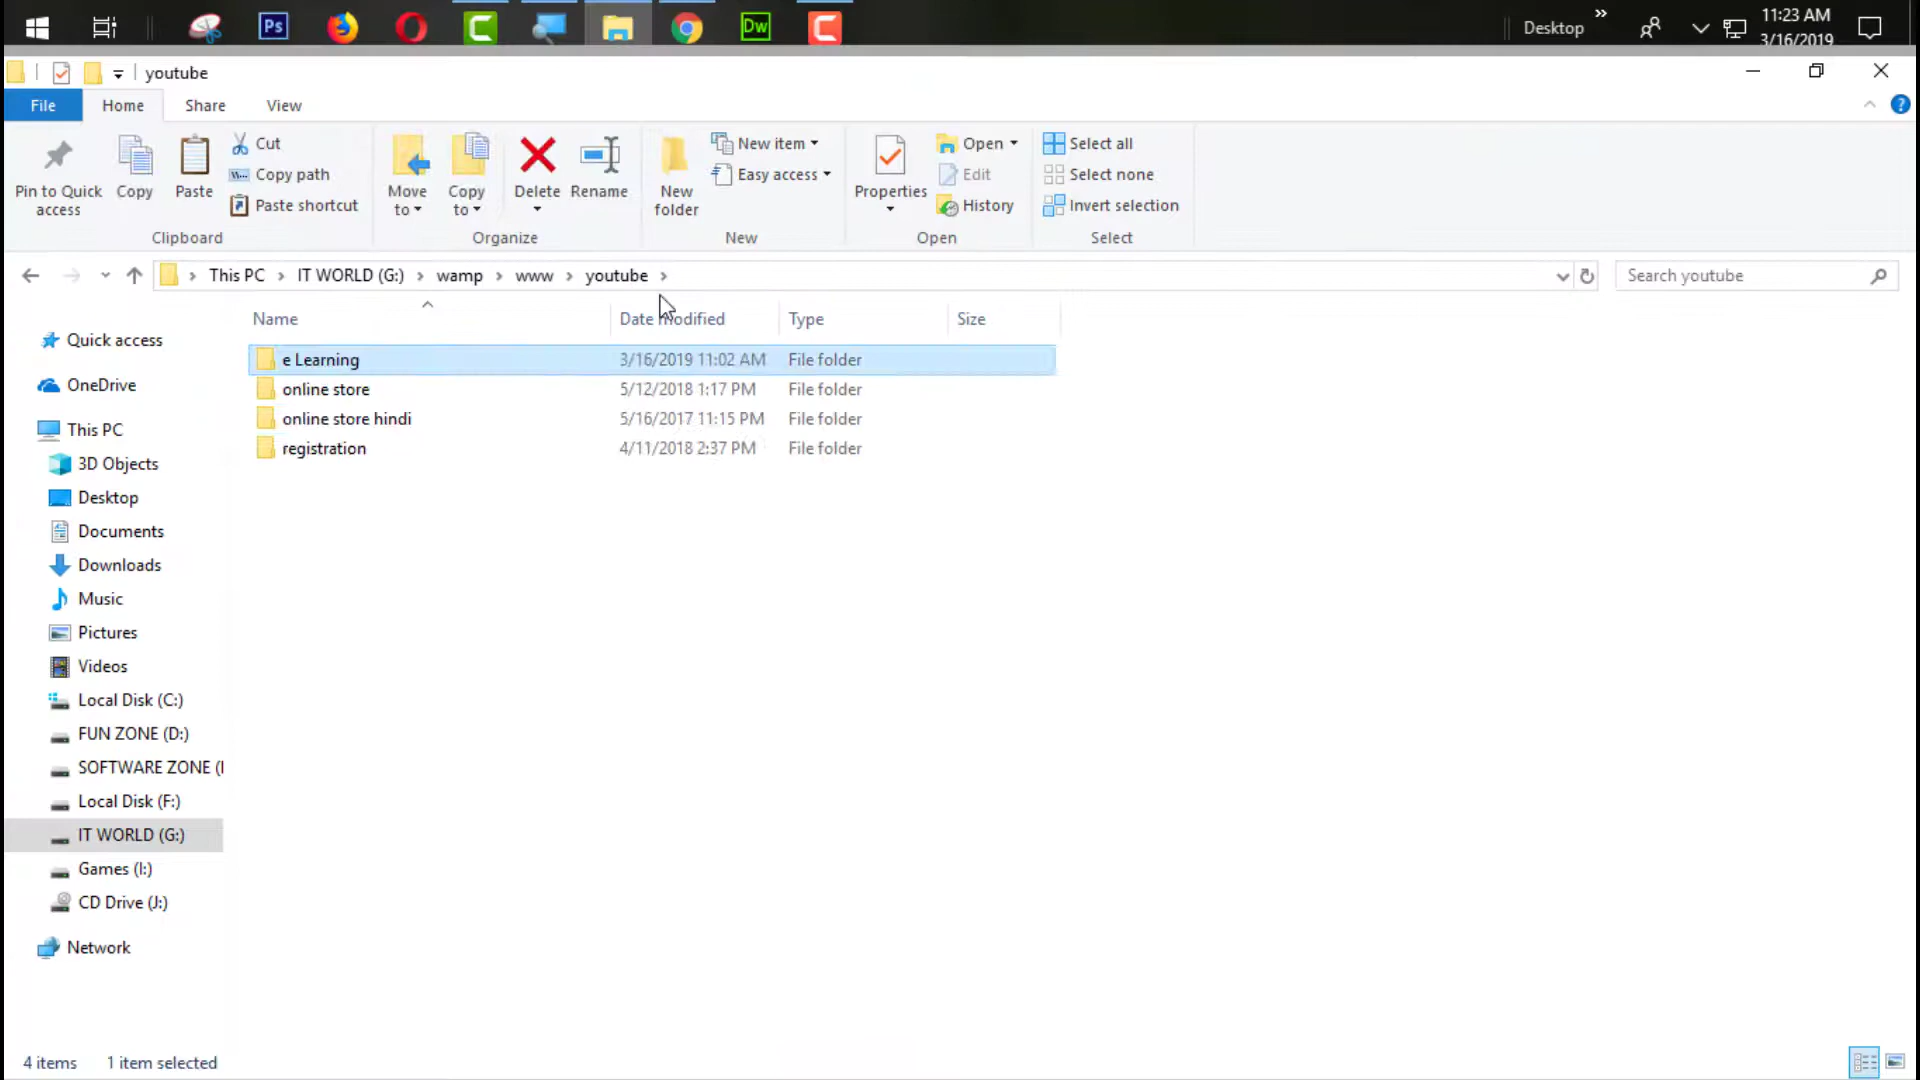 Ps
Dw
Desktop
»
11:23 AM
3/16/2019
youtube
File
Home
Share
View
Pin to Quick access
Copy
Paste
Cut
Copy path
Paste shortcut
Clipboard
Move to
Copy to
Delete
Rename
Organize
New folder
New item
Easy access
New
Properties
Open
Edit
History
Open
Select all
Select none
Invert selection
Select
This PC > IT WORLD (G:) > wamp > www > youtube >
Search youtube
Name Date modified Type Size
e Learning 3/16/2019 11:02 AM File folder
online store 5/12/2018 1:17 PM File folder
online store hindi 5/16/2017 11:15 PM File folder
registration 4/11/2018 2:37 PM File folder
Quick access
OneDrive
This PC
3D Objects
Desktop
Documents
Downloads
Music
Pictures
Videos
Local Disk (C:)
FUN ZONE (D:)
SOFTWARE ZONE (
Local Disk (F:)
IT WORLD (G:)
Games (I:)
CD Drive (J:)
Network
4 items 1 item selected